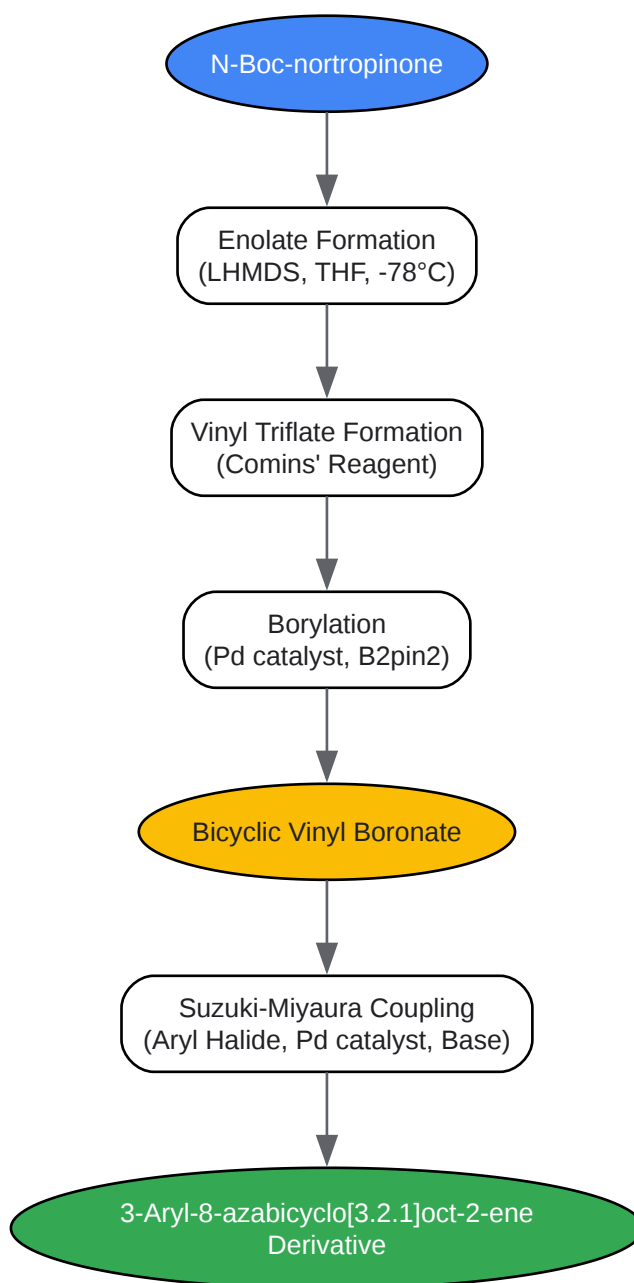 N-Boc-nortropinone
Enolate Formation
(LHMDS, THF, -78°C)
Vinyl Triflate Formation
(Comins' Reagent)
Borylation
(Pd catalyst, B2pin2)
Bicyclic Vinyl Boronate
Suzuki-Miyaura Coupling
(Aryl Halide, Pd catalyst, Base)
3-Aryl-8-azabicyclo[3.2.1]oct-2-ene
Derivative